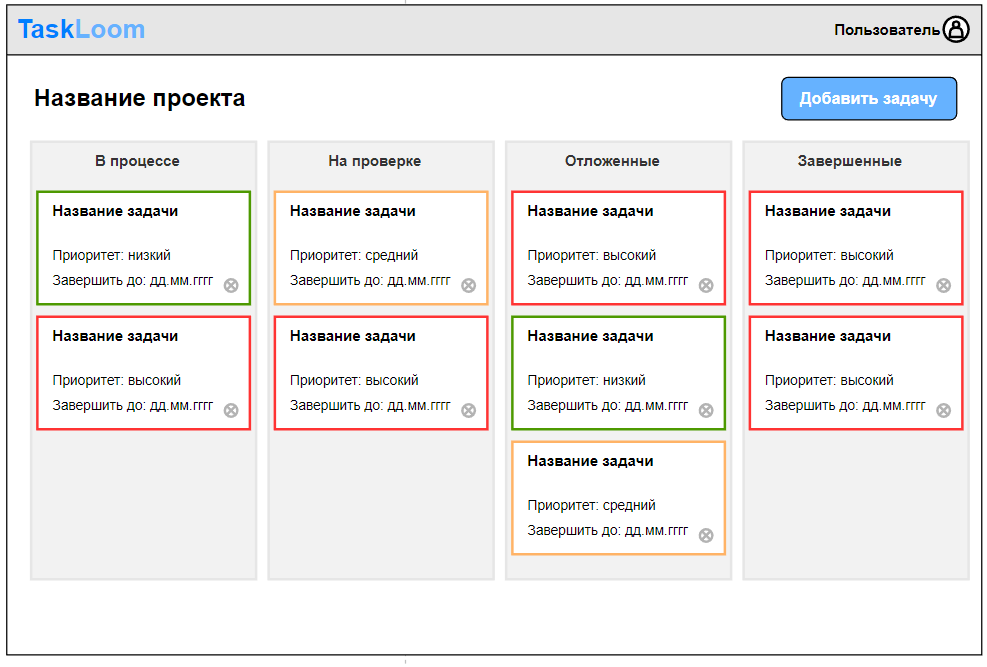 TaskLoom
Пользователь
Название проекта
Добавить задачу
В процессе
Название задачи
Приоритет: низкий
Завершить до: дд.мм.гггг
Название задачи
Приоритет: высокий
Завершить до: дд.мм.гггг
На проверке
Название задачи
Приоритет: средний
Завершить до: дд.мм.гггг
Название задачи
Приоритет: высокий
Завершить до: дд.мм.гггг
Отложенные
Название задачи
Приоритет: высокий
Завершить до: дд.мм.гггг
Название задачи
Приоритет: низкий
Завершить до: дд.мм.гггг
Название задачи
Приоритет: средний
Завершить до: дд.мм.гггг
Завершенные
Название задачи
Приоритет: высокий
Завершить до: дд.мм.гггг
Название задачи
Приоритет: высокий
Завершить до: дд.мм.гггг